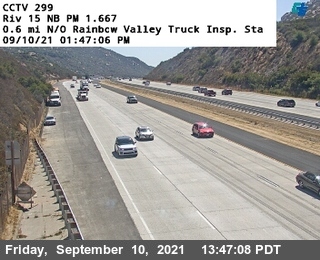 CCTV 299
Riv 15 NB PM 1.667
0.6 mi N/O Rainbcw Valley Truck Insp. Sta
09/10/21 01:47:06 PM
Friday, September 10, 2021 13:47:08 PDT